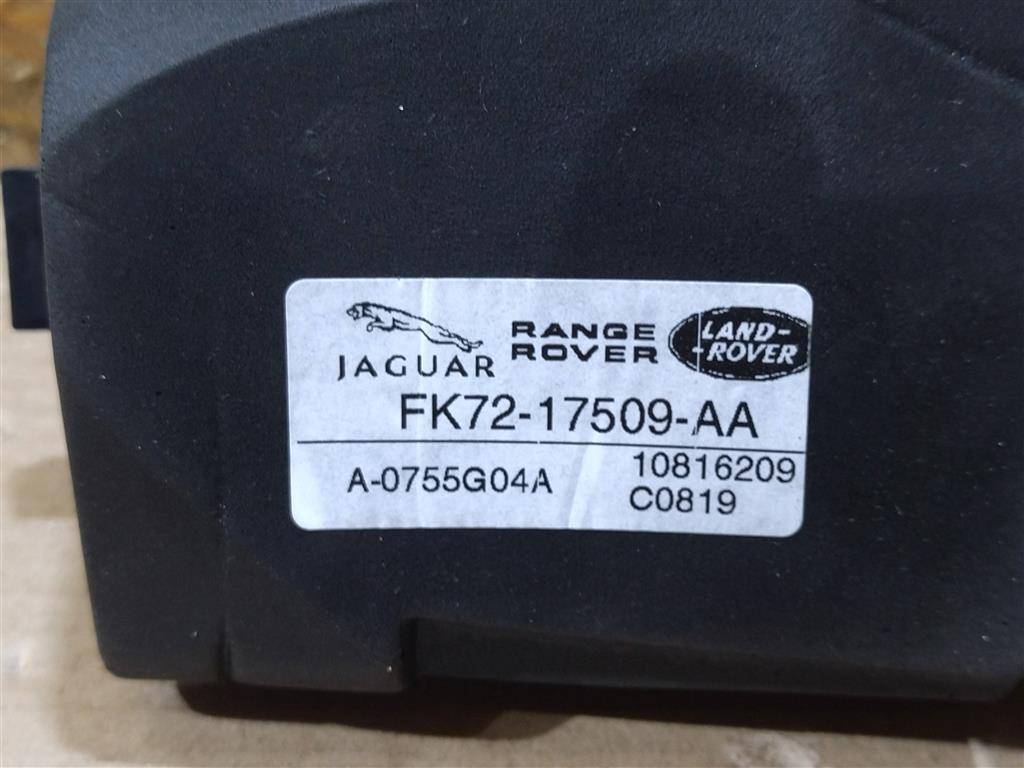 JAGUAR
RANGE
ROVER
LAND-
-ROVER
FK72-17509-AA
A-0755G04A
10816209
C0819